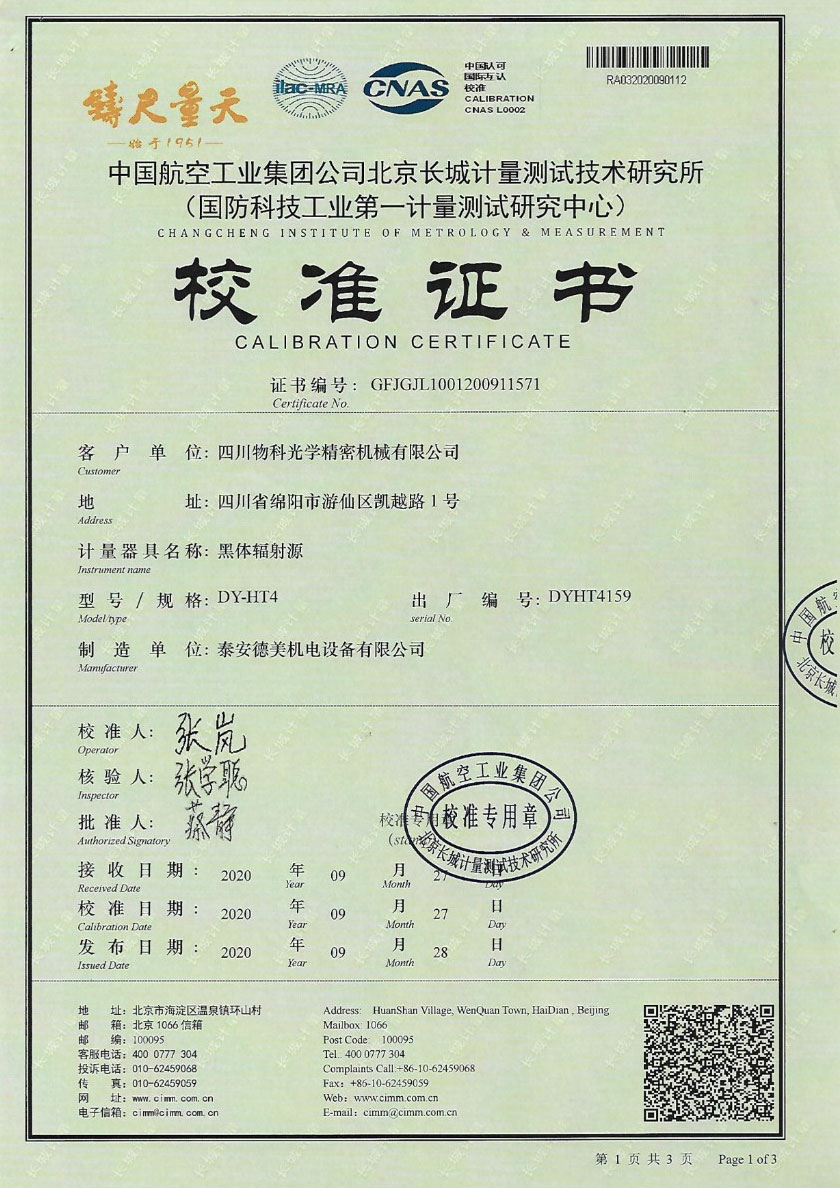 铸尺量天
始于1951
ilac-MRA
CNAS
中国认可
国际互认
校准
CALIBRATION
CNAS L0002
RA032020090112
中国航空工业集团公司北京长城计量测试技术研究所
（国防科技工业第一计量测试研究中心）
CHANGCHENG INSTITUTE OF METROLOGY & MEASUREMENT
校准证书
CALIBRATION CERTIFICATE
证书编号： GFJGJL1001200911571
Certificate No.
客户单位：四川物科光学精密机械有限公司
Customer
地址：四川省绵阳市游仙区凯越路1号
Address
计量器具名称：黑体辐射源
Instrument name
型号/规格：DY-HT4 出厂编号：DYHT4159
Model/type serial No.
制造单位：泰安德美机电设备有限公司
Manufacturer
校准人：张岚
Operator
核验人：张学聪
Inspector
批准人：蔡静
Authorized Signatory
校准专用章
中国航空工业集团公司
校准专用章
北京长城计量测试技术研究所
接收日期： 2020 年 09 月 27 日
Received Date Year Month Day
校准日期： 2020 年 09 月 27 日
Calibration Date Year Month Day
发布日期： 2020 年 09 月 28 日
Issued Date Year Month Day
地址：北京市海淀区温泉镇环山村 Address: HuanShan Village, WenQuan Town, HaiDian , Beijing
邮箱：北京1066信箱 Mailbox: 1066
邮编：100095 Post Code: 100095
客服电话：400 0777 304 Tel.: 400 0777 304
投诉电话：010-62459068 Complaints Call:+86-10-62459068
传真：010-62459059 Fax: +86-10-62459059
网址：www.cimm.com.cn Web: www.cimm.com.cn
电子信箱：cimm@cimm.com.cn E-mail: cimm@cimm.com.cn
第 1 页 共 3 页 Page 1 of 3